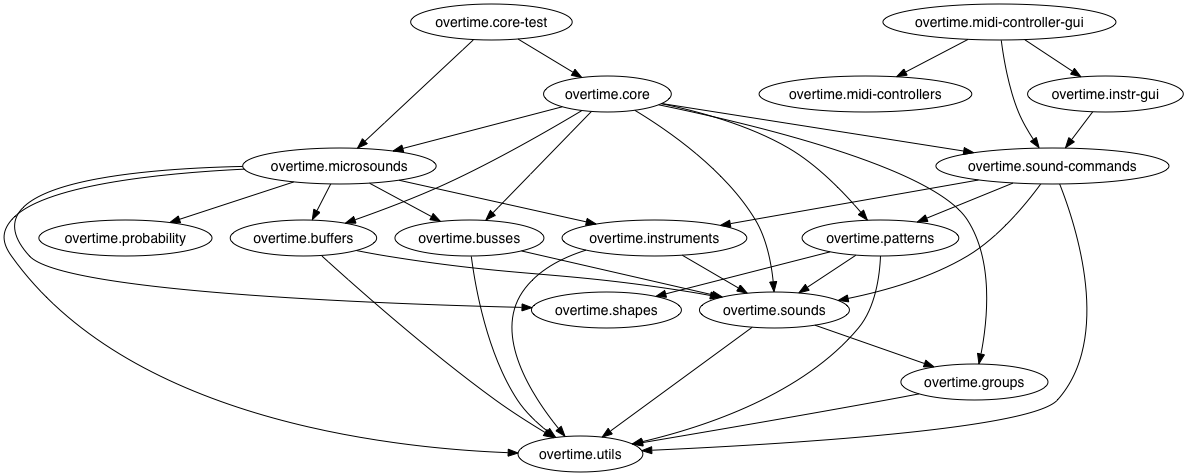 overtime.core-test
overtime.midi-controller-gui
overtime.core
overtime.midi-controllers
overtime.instr-gui
overtime.microsounds
overtime.sound-commands
overtime.probability
overtime.buffers
overtime.busses
overtime.instruments
overtime.patterns
overtime.shapes
overtime.sounds
overtime.groups
overtime.utils